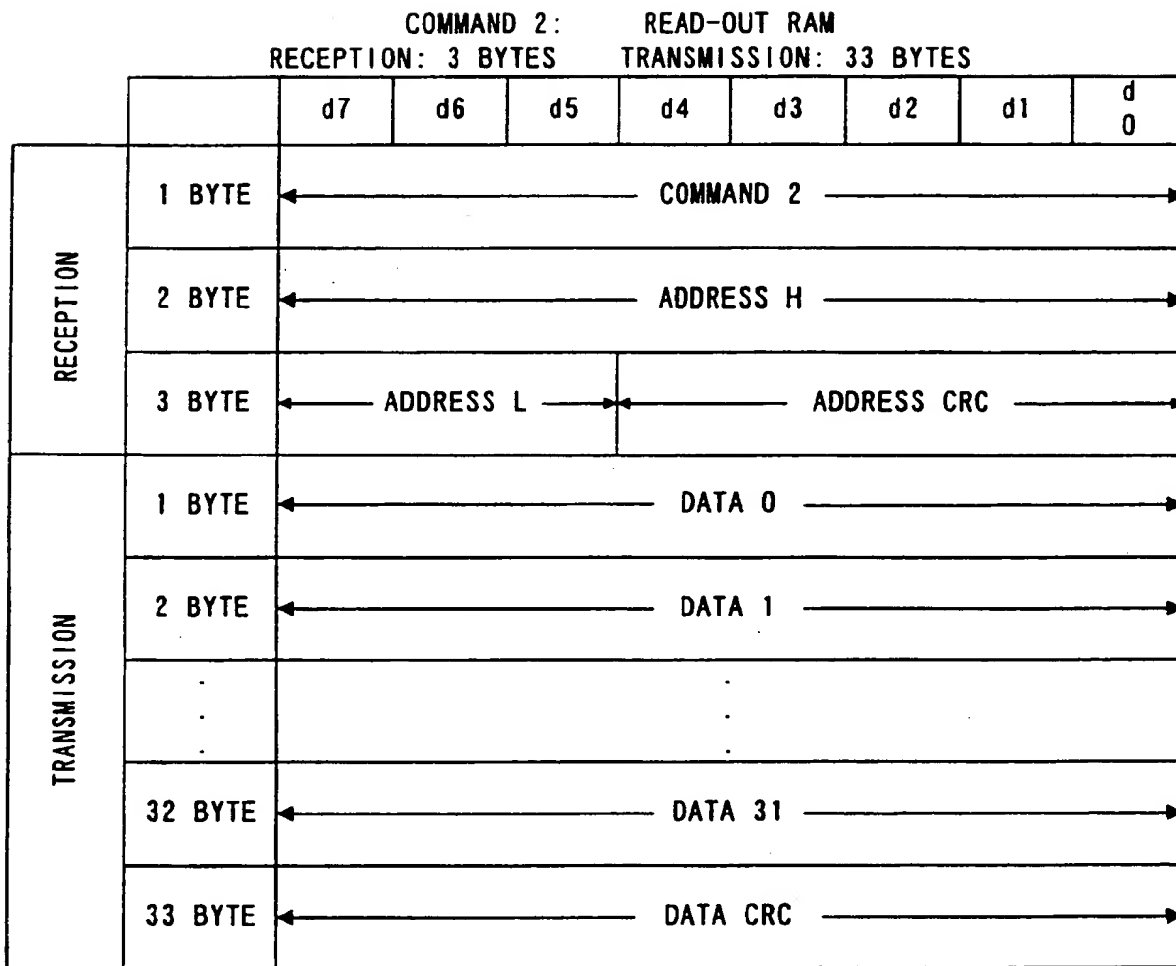 COMMAND 2: READ-OUT RAM
RECEPTION: 3 BYTES TRANSMISSION: 33 BYTES
d7 d6 d5 d4 d3 d2 d1 d
0
RECEPTION
1 BYTE COMMAND 2
2 BYTE ADDRESS H
3 BYTE ADDRESS L ADDRESS CRC
TRANSMISSION
1 BYTE DATA 0
2 BYTE DATA 1
32 BYTE DATA 31
33 BYTE DATA CRC